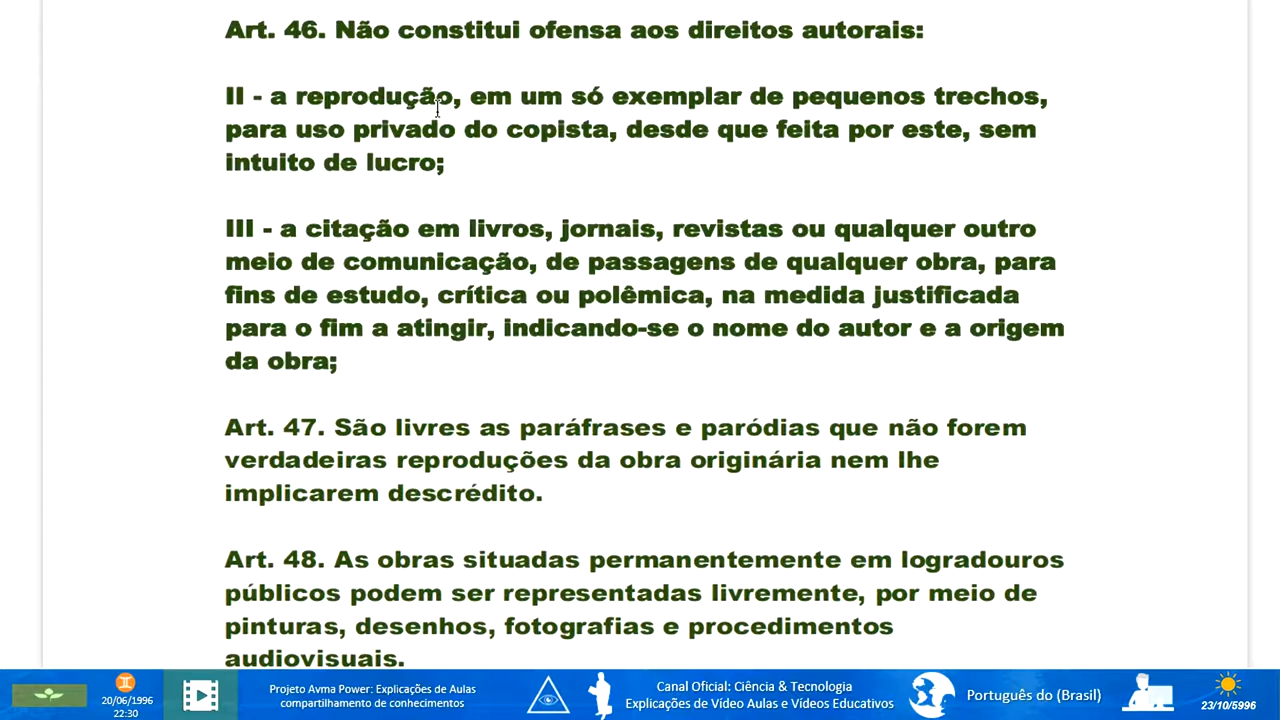 Art. 46. Não constitui ofensa aos direitos autorais:
II - a reprodução, em um só exemplar de pequenos trechos,
para uso privado do copista, desde que feita por este, sem
intuito de lucro;
III - a citação em livros, jornais, revistas ou qualquer outro
meio de comunicação, de passagens de qualquer obra, para
fins de estudo, crítica ou polêmica, na medida justificada
para o fim a atingir, indicando-se o nome do autor e a origem
da obra;
Art. 47. São livres as paráfrases e paródias que não forem
verdadeiras reproduções da obra originária nem lhe
implicarem descrédito.
Art. 48. As obras situadas permanentemente em logradouros
públicos podem ser representadas livremente, por meio de
pinturas, desenhos, fotografias e procedimentos
audiovisuais.
20/06/1996
22:30
Projeto Avma Power: Explicações de Aulas
compartilhamento de conhecimentos
Canal Oficial: Ciência & Tecnologia
Explicações de Vídeo Aulas e Vídeos Educativos
Português do (Brasil)
23/10/5996